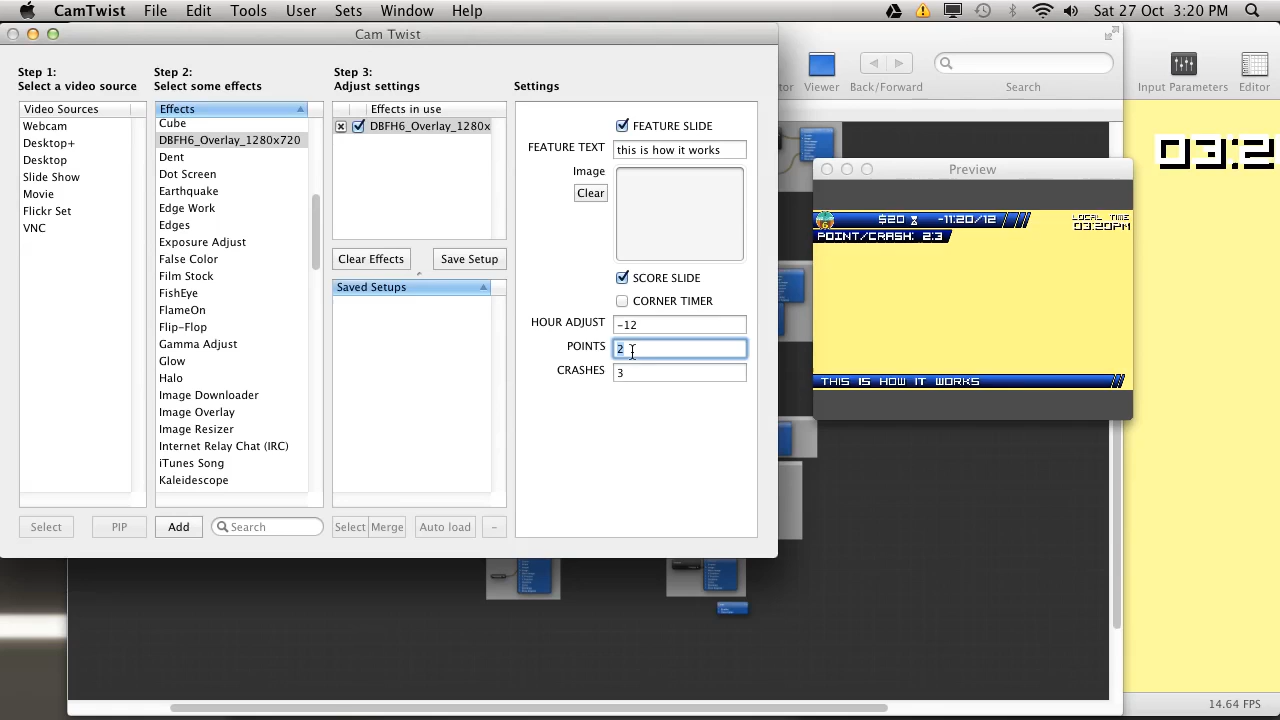 CamTwist File Edit Tools User Sets Window Help Sat 27 Oct 3:20 PM
Cam Twist
Step 1:
Select a video source
Step 2:
Select some effects
Step 3:
Adjust settings
Settings
Video Sources
Webcam
Desktop+
Desktop
Slide Show
Movie
Flickr Set
VNC
Select
PIP
Effects
Cube
DBFH6_Overlay_1280x720
Dent
Dot Screen
Earthquake
Edge Work
Edges
Exposure Adjust
False Color
Film Stock
FishEye
FlameOn
Flip-Flop
Gamma Adjust
Glow
Halo
Image Downloader
Image Overlay
Image Resizer
Internet Relay Chat (IRC)
iTunes Song
Kaleidescope
Add
Search
Effects in use
DBFH6_Overlay_1280x
Clear Effects
Save Setup
Saved Setups
Select
Merge
Auto load
-
FEATURE SLIDE
FEATURE TEXT this is how it works
Image
Clear
SCORE SLIDE
CORNER TIMER
HOUR ADJUST -12
POINTS 2
CRASHES 3
Viewer
Back/Forward
Search
Input Parameters
Editor
03:2
Preview
$20 -11:20/12
LOCAL TIME
03:20PM
POINT/CRASH: 2:3
THIS IS HOW IT WORKS
14.64 FPS